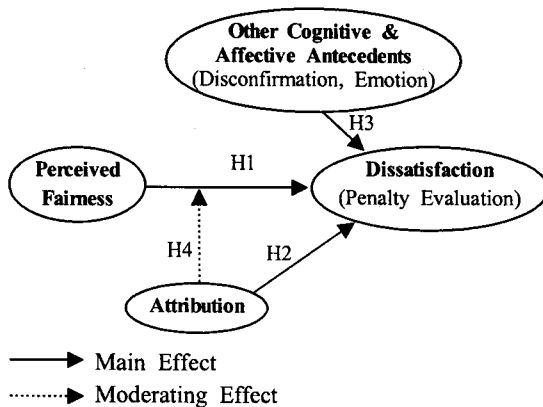 Other Cognitive &
Affective Antecedents
(Disconfirmation, Emotion)
H3
H1
Perceived
Fairness
Dissatisfaction
(Penalty Evaluation)
H4
H2
Attribution
Main Effect
Moderating Effect